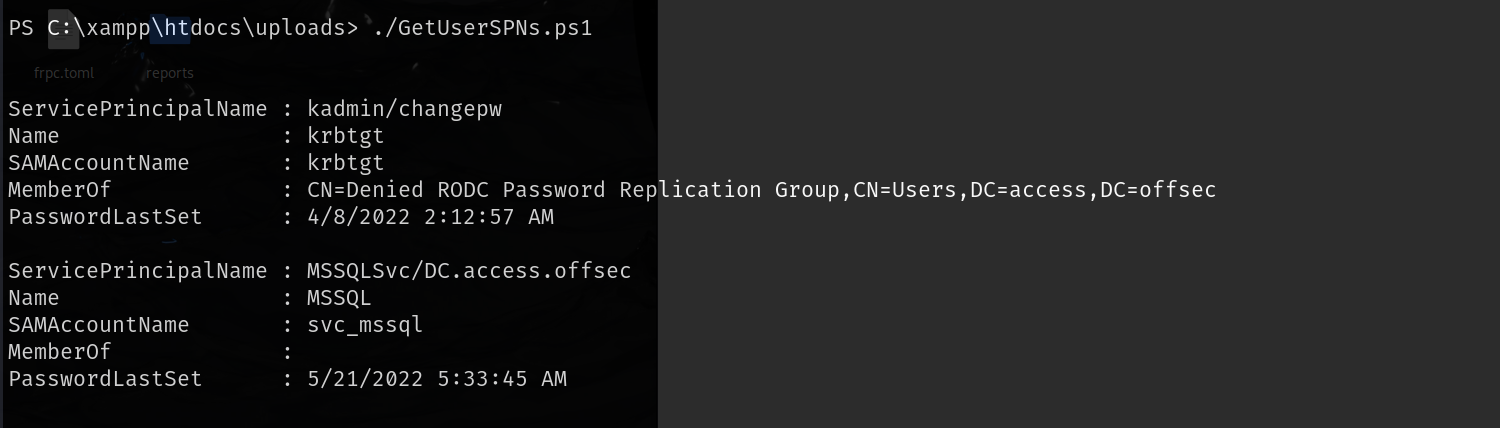 PS C:\xampp\htdocs\uploads> ./GetUserSPNs.ps1
frpc.toml reports
ServicePrincipalName : kadmin/changepw
Name : krbtgt
SAMAccountName : krbtgt
MemberOf : CN=Denied RODC Password Replication Group,CN=Users,DC=access,DC=offsec
PasswordLastSet : 4/8/2022 2:12:57 AM
ServicePrincipalName : MSSQLSvc/DC.access.offsec
Name : MSSQL
SAMAccountName : svc_mssql
MemberOf :
PasswordLastSet : 5/21/2022 5:33:45 AM